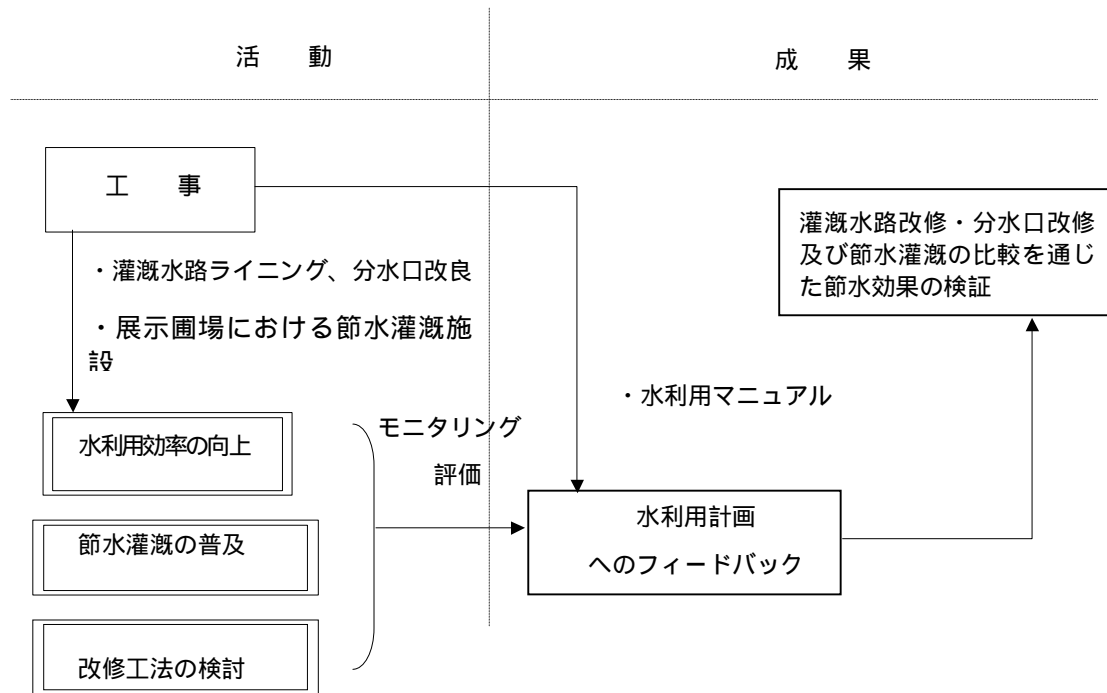 活　動
成　果
工　事
・灌漑水路ライニング、分水口改良
・展示圃場における節水灌漑施
設
灌漑水路改修・分水口改修
及び節水灌漑の比較を通じ
た節水効果の検証
・水利用マニュアル
水利用効率の向上
節水灌漑の普及
改修工法の検討
モニタリング
評価
水利用計画
へのフィードバック